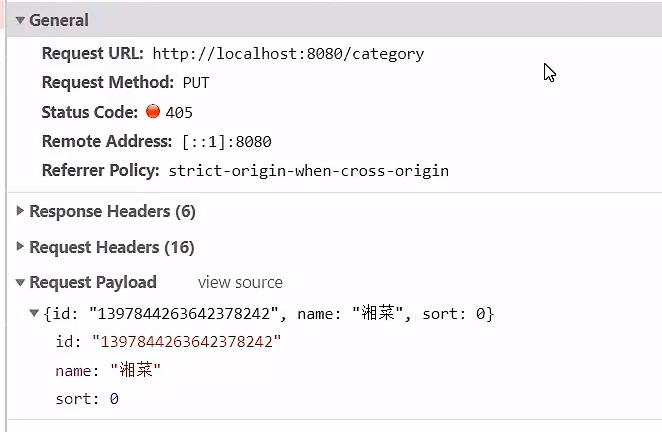 General
Request URL: http://localhost:8080/category
Request Method: PUT
Status Code: 405
Remote Address: [::1]:8080
Referrer Policy: strict-origin-when-cross-origin
Response Headers (6)
Request Headers (16)
Request Payload view source
{id: "1397844263642378242", name: "湘菜", sort: 0}
id: "1397844263642378242"
name: "湘菜"
sort: 0